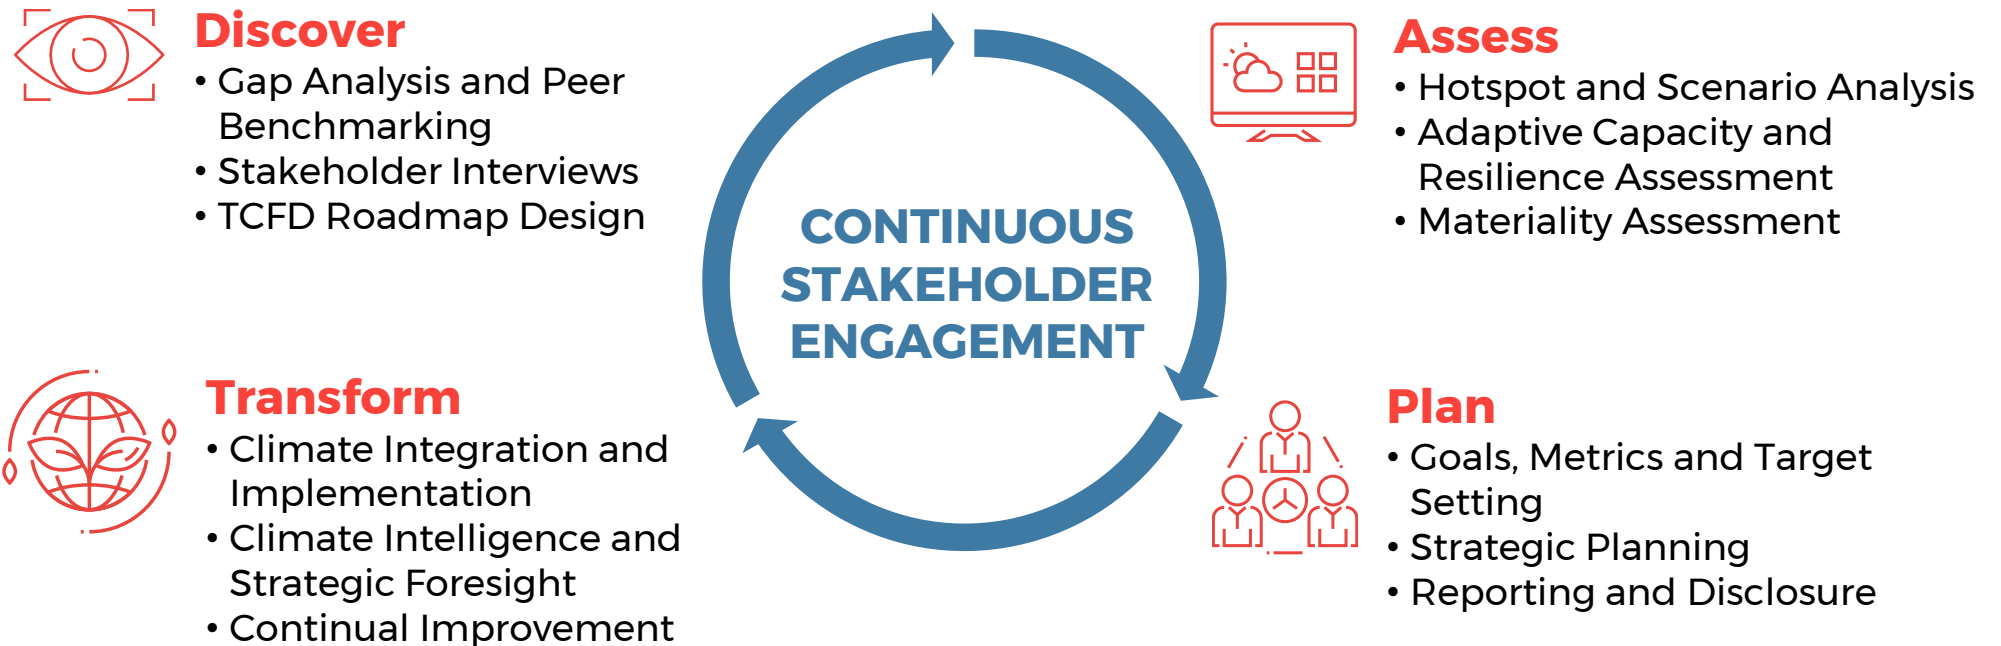 Discover
• Gap Analysis and Peer
Benchmarking
• Stakeholder Interviews
• TCFD Roadmap Design
Assess
• Hotspot and Scenario Analysis
• Adaptive Capacity and
Resilience Assessment
• Materiality Assessment
CONTINUOUS
STAKEHOLDER
ENGAGEMENT
Transform
• Climate Integration and
Implementation
• Climate Intelligence and
Strategic Foresight
• Continual Improvement
Plan
• Goals, Metrics and Target
Setting
• Strategic Planning
• Reporting and Disclosure